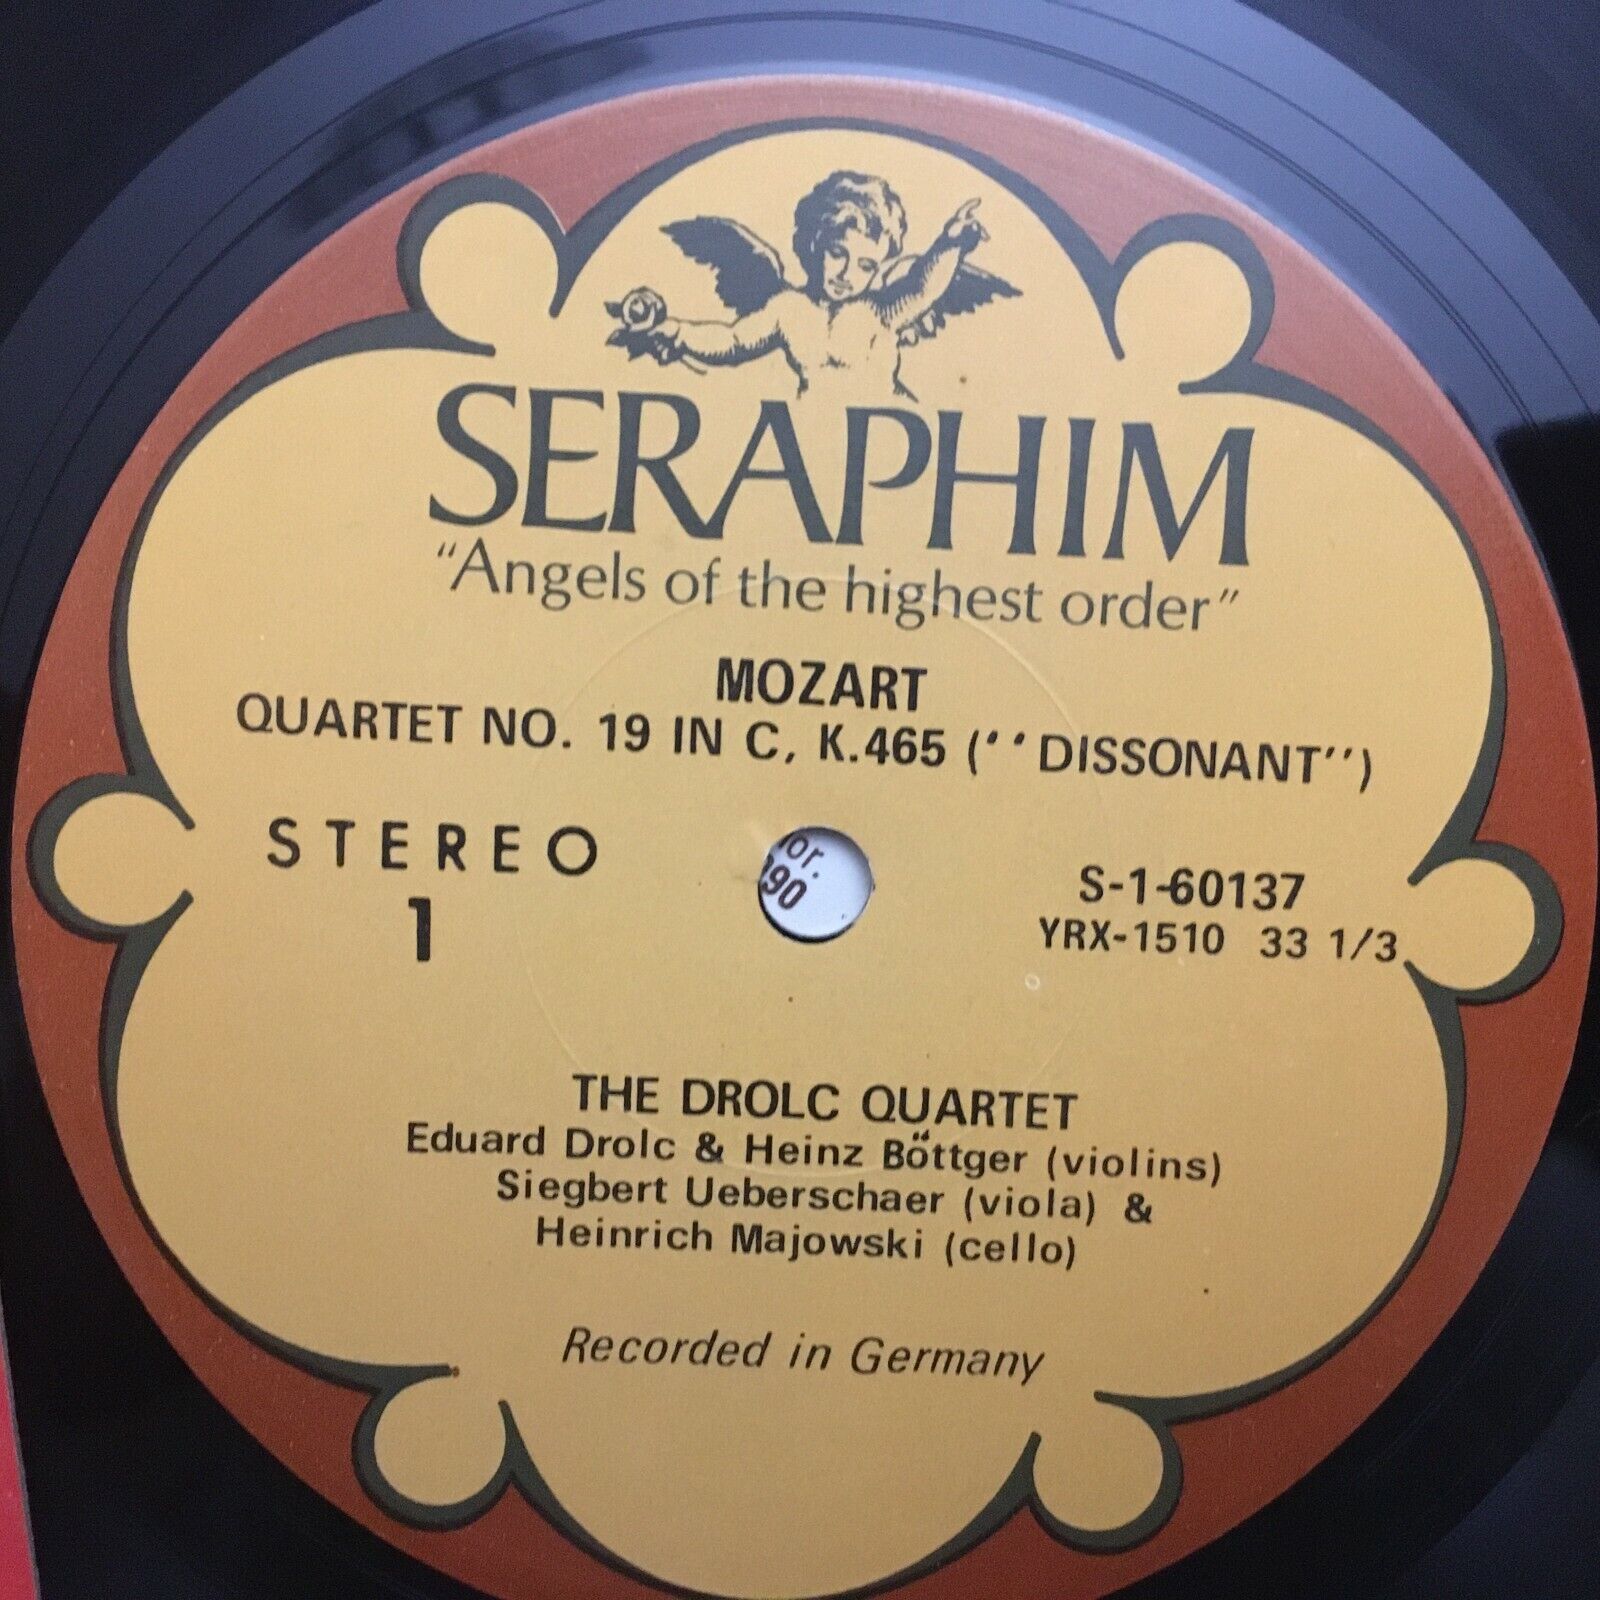 SERAPHIM
"Angels of the highest order"
MOZART
QUARTET NO. 19 IN C, K.465 (''DISSONANT'')
STEREO
1
S-1-60137
YRX-1510 33 1/3
THE DROLC QUARTET
Eduard Drolc & Heinz Böttger (violins)
Siegbert Ueberschaer (viola) &
Heinrich Majowski (cello)
Recorded in Germany